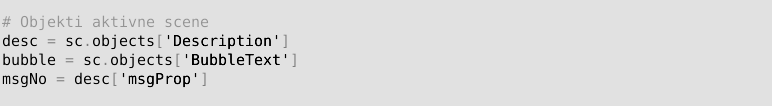 # Objekti aktivne scene
desc = sc.objects['Description']
bubble = sc.objects['BubbleText']
msgNo = desc['msgProp']